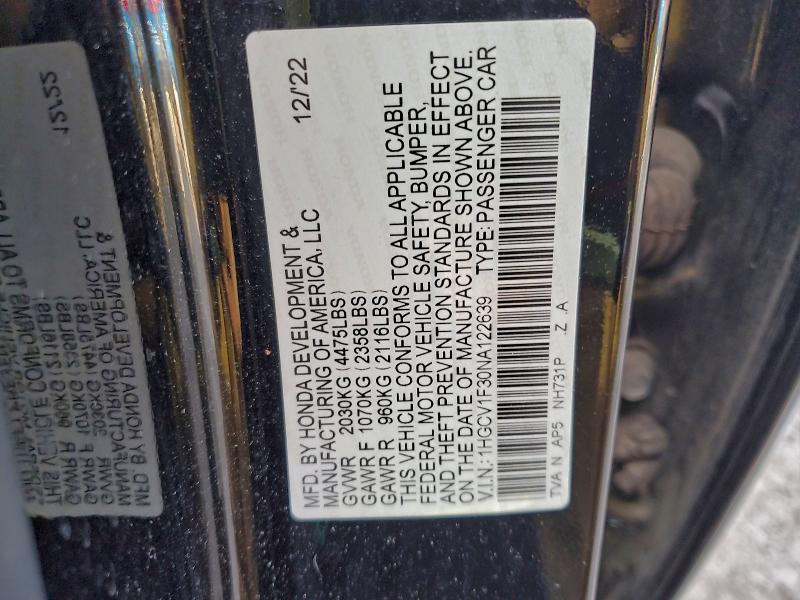 MFD. BY HONDA DEVELOPMENT & 12/'22
MANUFACTURING OF AMERICA, LLC
GVWR 2030KG (4475LBS)
GAWR F 1070KG (2358LBS)
GAWR R 960KG (2116LBS)
THIS VEHICLE CONFORMS TO ALL APPLICABLE
FEDERAL MOTOR VEHICLE SAFETY, BUMPER,
AND THEFT PREVENTION STANDARDS IN EFFECT
ON THE DATE OF MANUFACTURE SHOWN ABOVE.
V.I.N.: 1HGCV1F30NA122639 TYPE: PASSENGER CAR
TVA N AP5 NH731P .Z .A